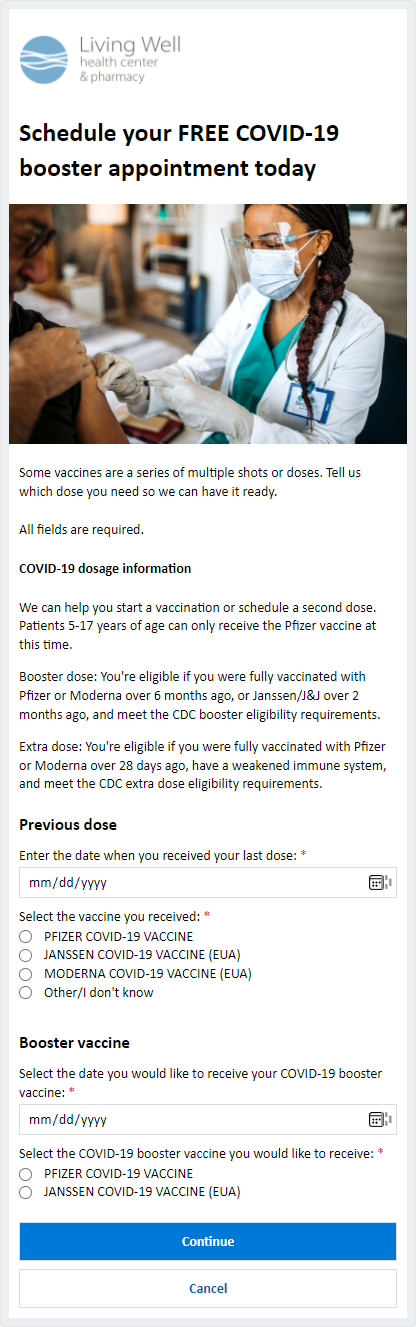 Living Well
health center
& pharmacy
Schedule your FREE COVID-19
booster appointment today
Some vaccines are a series of multiple shots or doses. Tell us
which dose you need so we can have it ready.
All fields are required.
COVID-19 dosage information
We can help you start a vaccination or schedule a second dose.
Patients 5-17 years of age can only receive the Pfizer vaccine at
this time.
Booster dose: You're eligible if you were fully vaccinated with
Pfizer or Moderna over 6 months ago, or Janssen/J&J over 2
months ago, and meet the CDC booster eligibility requirements.
Extra dose: You're eligible if you were fully vaccinated with Pfizer
or Moderna over 28 days ago, have a weakened immune system,
and meet the CDC extra dose eligibility requirements.
Previous dose
Enter the date when you received your last dose: *
mm/dd/yyyy
Select the vaccine you received: *
PFIZER COVID-19 VACCINE
JANSSEN COVID-19 VACCINE (EUA)
MODERNA COVID-19 VACCINE (EUA)
Other/I don't know
Booster vaccine
Select the date you would like to receive your COVID-19 booster
vaccine: *
mm/dd/yyyy
Select the COVID-19 booster vaccine you would like to receive: *
PFIZER COVID-19 VACCINE
JANSSEN COVID-19 VACCINE (EUA)
Continue
Cancel